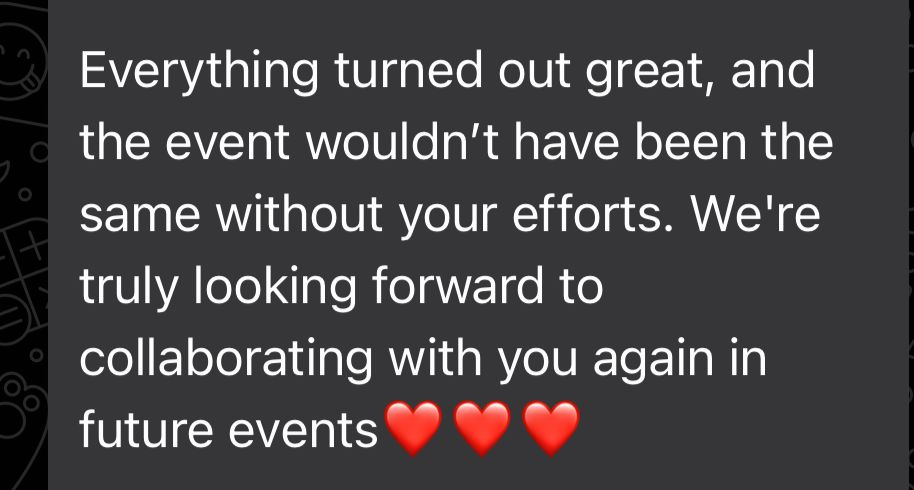 Everything turned out great, and
the event wouldn’t have been the
same without your efforts. We're
truly looking forward to
collaborating with you again in
future events❤️❤️❤️